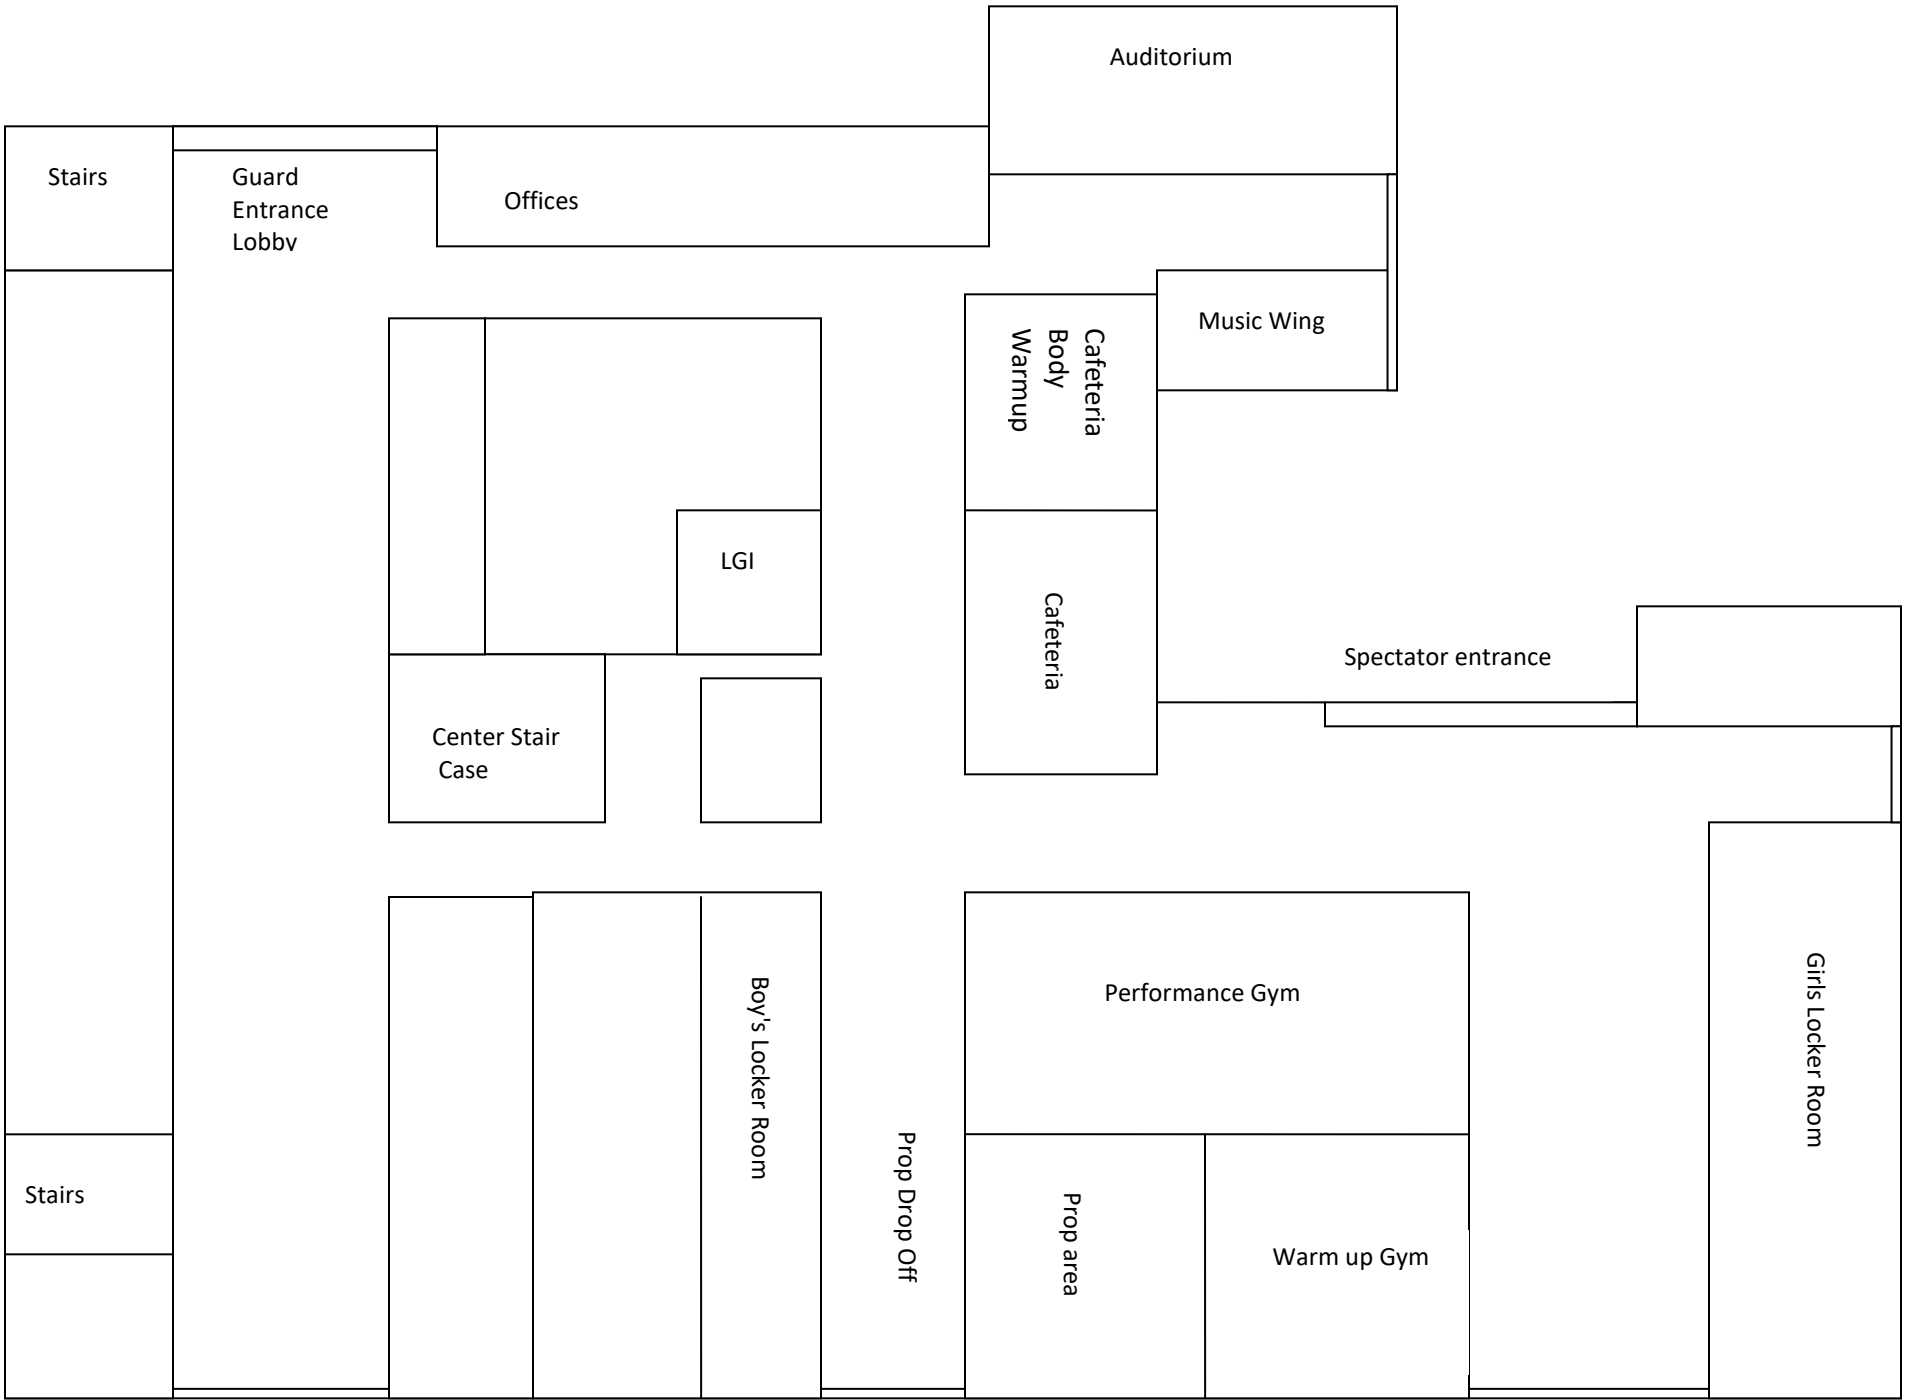 Auditorium
Stairs
Guard
Entrance
Lobby
Offices
Music Wing
Cafeteria
Body
Warmup
LGI
Cafeteria
Spectator entrance
Center Stair
Case
Performance Gym
Boy's Locker Room
Girls Locker Room
Prop Drop Off
Stairs
Prop area
Warm up Gym